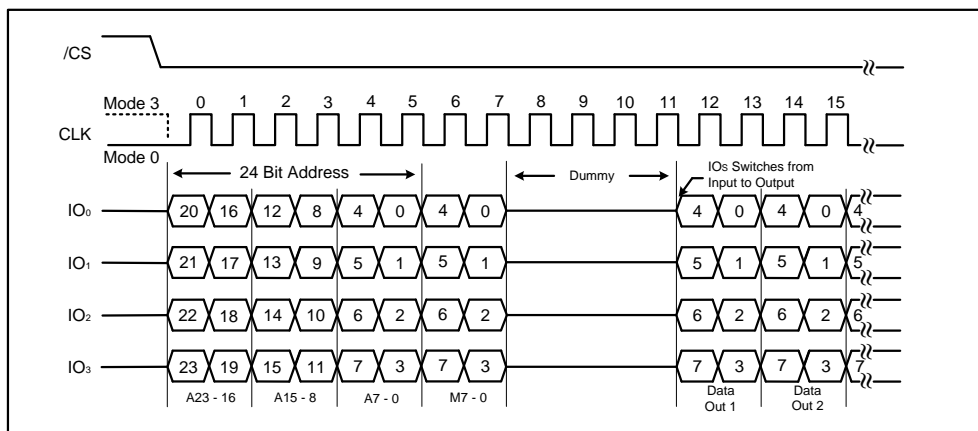 /CS
Mode 3 0 1 2 3 4 5 6 7 8 9 10 11 12 13 14 15
CLK
Mode 0
24 Bit Address Dummy IOs Switches from
Input to Output
IO0 20 16 12 8 4 0 4 0 4 0 4 0 4
IO1 21 17 13 9 5 1 5 1 5 1 5 1 5
IO2 22 18 14 10 6 2 6 2 6 2 6 2 6
IO3 23 19 15 11 7 3 7 3 7 3 7 3 7
A23 - 16 A15 - 8 A7 - 0 M7 - 0 Data Out 1 Data Out 2